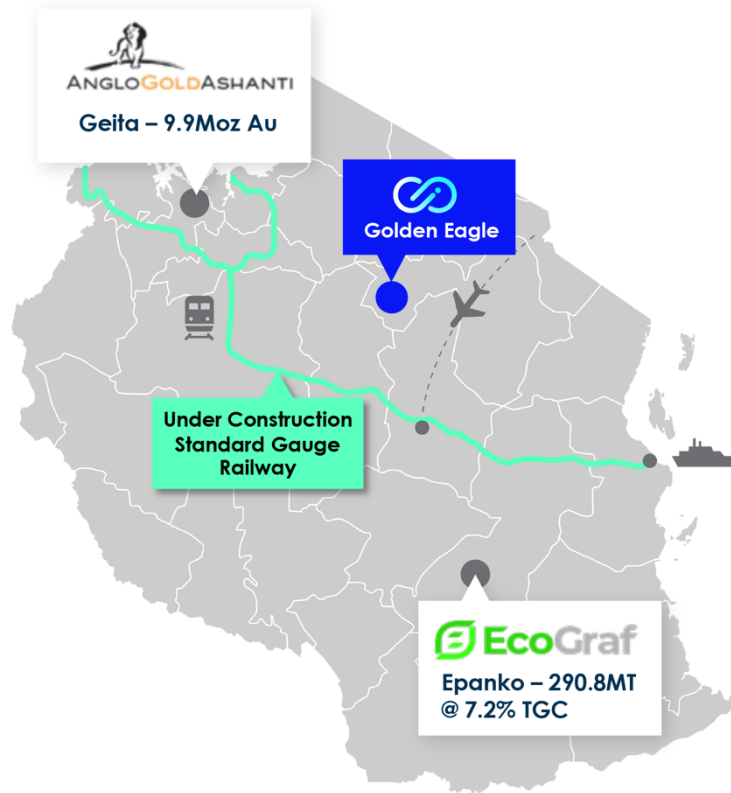 ANGLOGOLDASHANTI
Geita – 9.9Moz Au
Golden Eagle
Under Construction
Standard Gauge
Railway
EcoGraf
Epanko – 290.8MT
@ 7.2% TGC